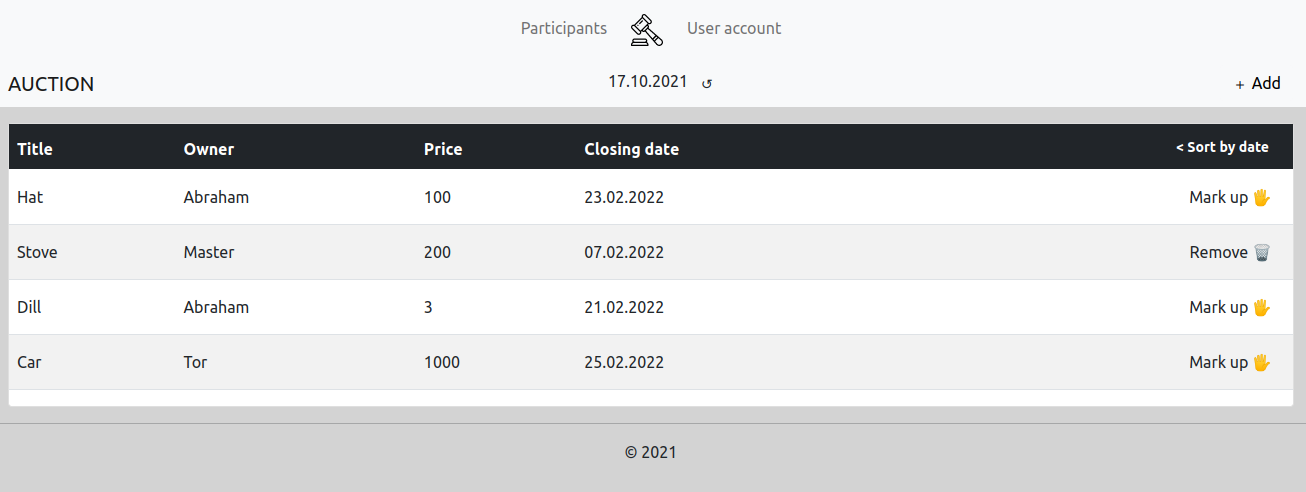 Participants User account
AUCTION 17.10.2021 ↺ + Add
Title Owner Price Closing date < Sort by date
Hat Abraham 100 23.02.2022 Mark up 🖐
Stove Master 200 07.02.2022 Remove 🗑
Dill Abraham 3 21.02.2022 Mark up 🖐
Car Tor 1000 25.02.2022 Mark up 🖐
© 2021